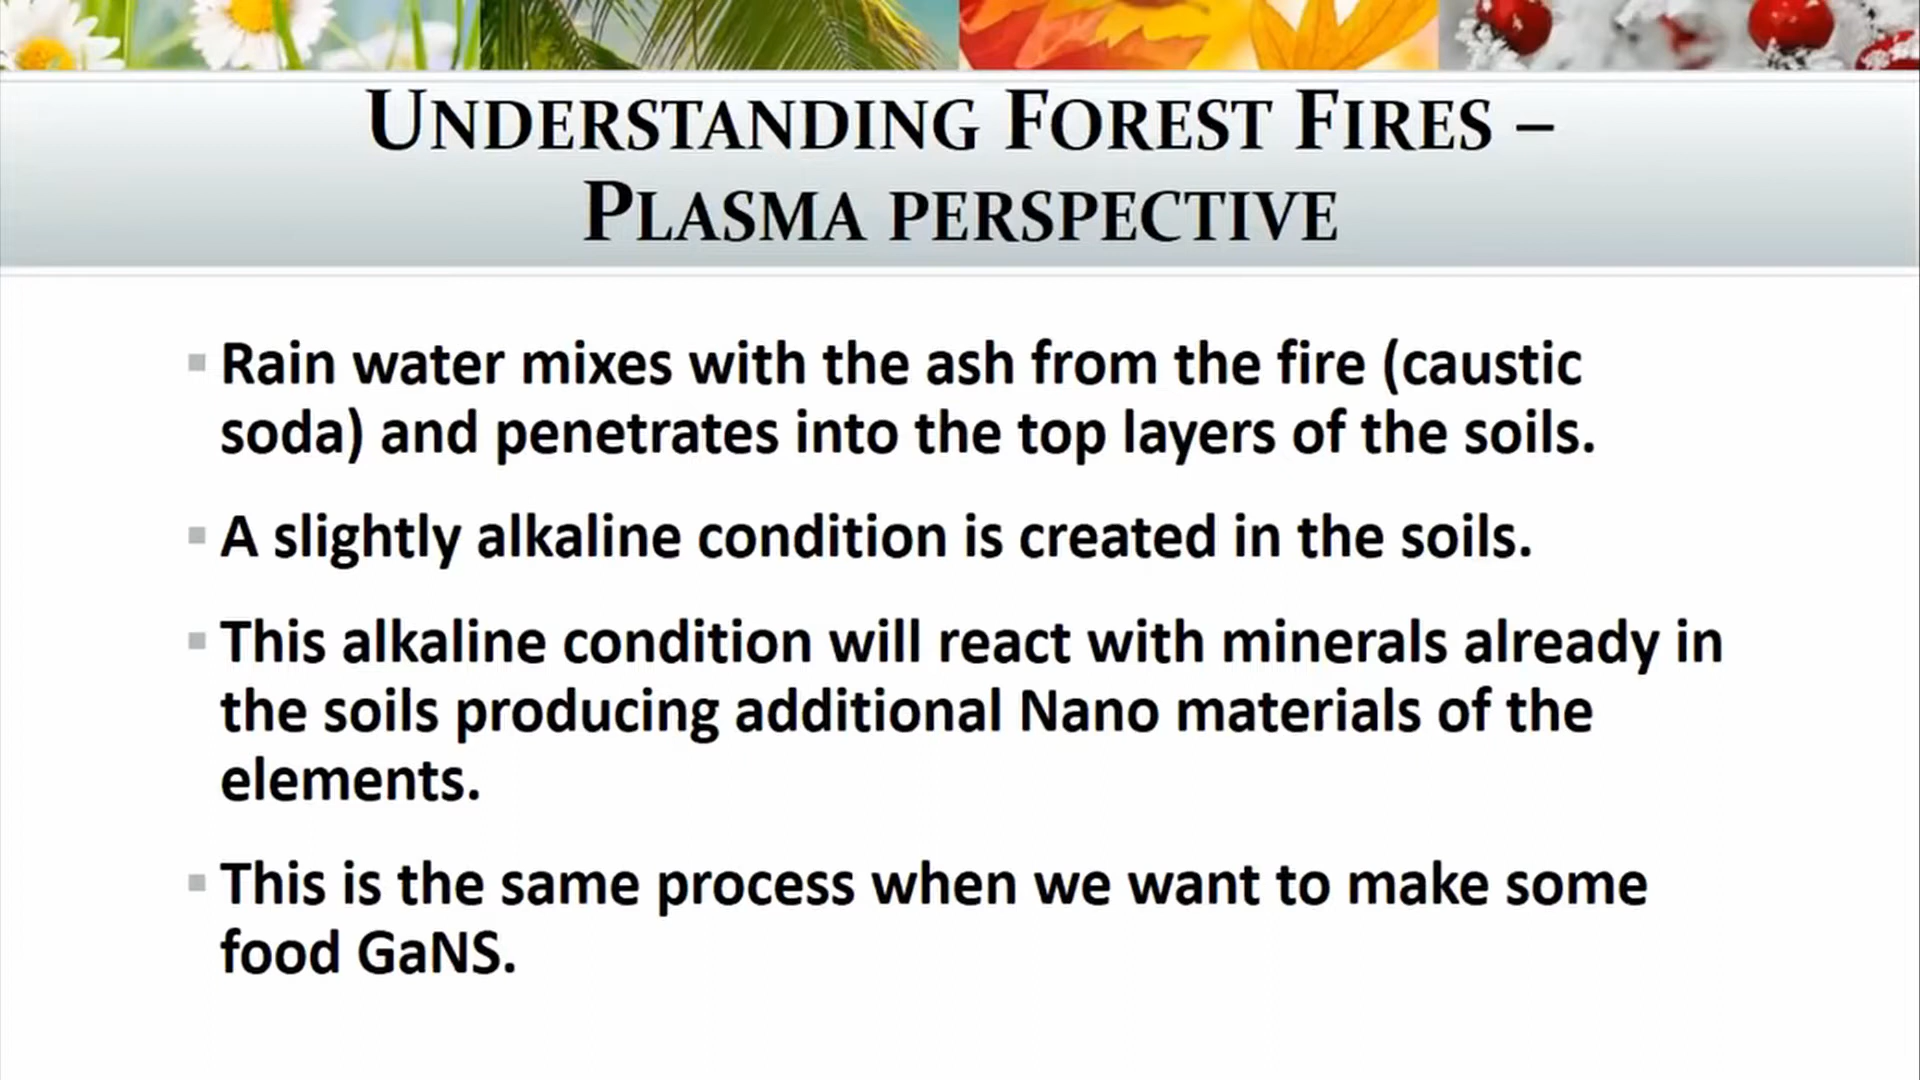 UNDERSTANDING FOREST FIRES –
PLASMA PERSPECTIVE
Rain water mixes with the ash from the fire (caustic
soda) and penetrates into the top layers of the soils.
A slightly alkaline condition is created in the soils.
This alkaline condition will react with minerals already in
the soils producing additional Nano materials of the
elements.
This is the same process when we want to make some
food GaNS.